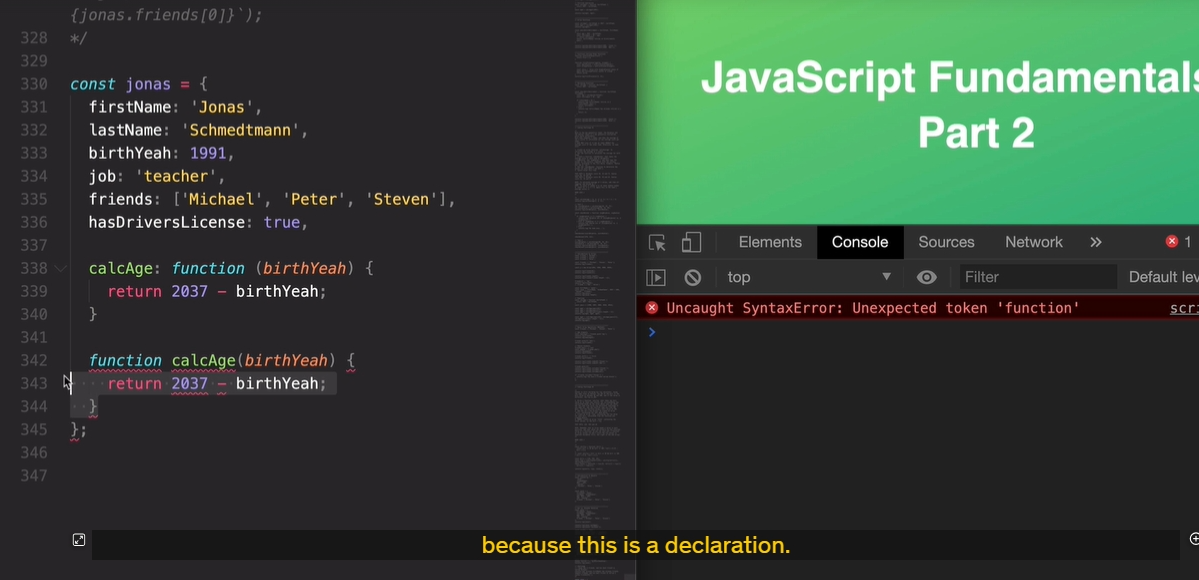 {jonas.friends[0]}`);
328 */
329
330 const jonas = {
331 firstName: 'Jonas',
332 lastName: 'Schmedtmann',
333 birthYeah: 1991,
334 job: 'teacher',
335 friends: ['Michael', 'Peter', 'Steven'],
336 hasDriversLicense: true,
337
338 calcAge: function (birthYeah) {
339 return 2037 - birthYeah;
340 }
341
342 function calcAge(birthYeah) {
343 return 2037 - birthYeah;
344 }
345 };
346
347
JavaScript Fundamentals
Part 2
Elements Console Sources Network » 1
top Filter Default lev
Uncaught SyntaxError: Unexpected token 'function' scri
>
because this is a declaration.